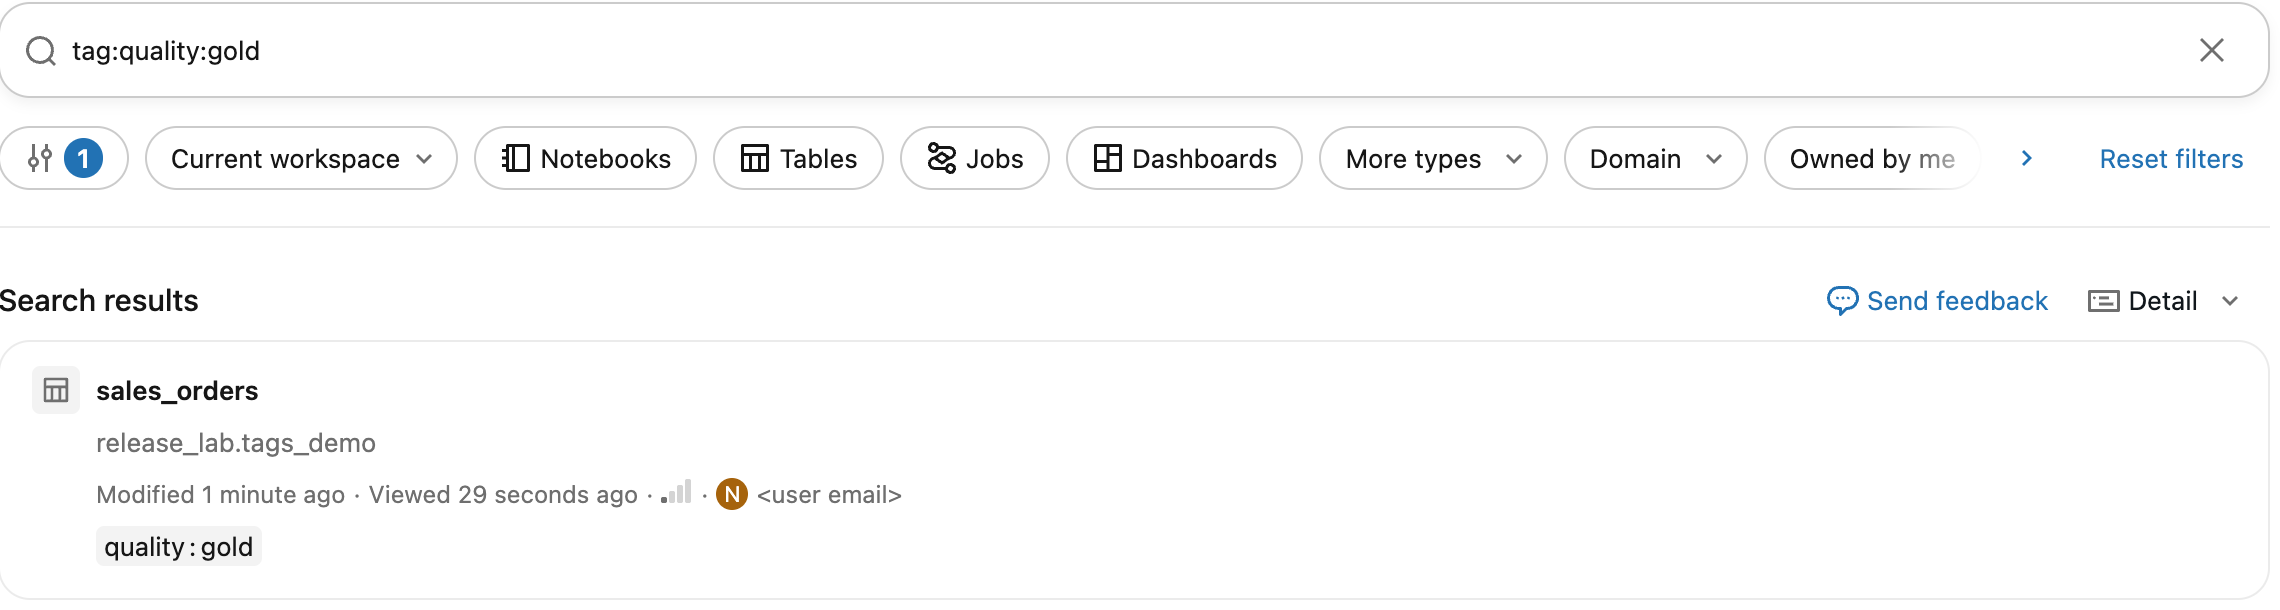 tag:quality:gold
1 Current workspace Notebooks Tables Jobs Dashboards More types Domain Owned by me Reset filters
Search results Send feedback Detail
sales_orders
release_lab.tags_demo
Modified 1 minute ago · Viewed 29 seconds ago · · N <user email>
quality : gold